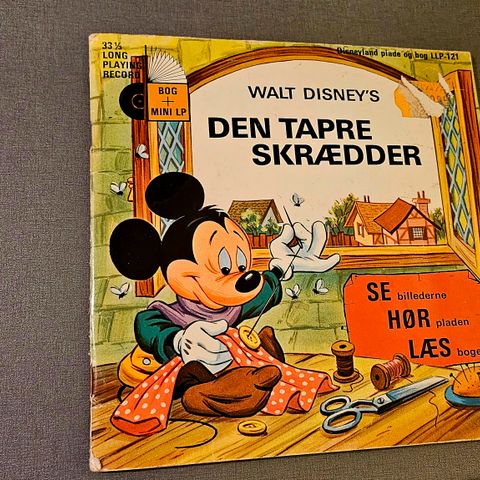 33⅓
LONG
PLAYING
RECORD
BOG
+
MINI LP
Disneyland plade og bog LLP-121
WALT DISNEY'S
DEN TAPRE
SKRÆDDER
SE billederne
HØR pladen
LÆS boge